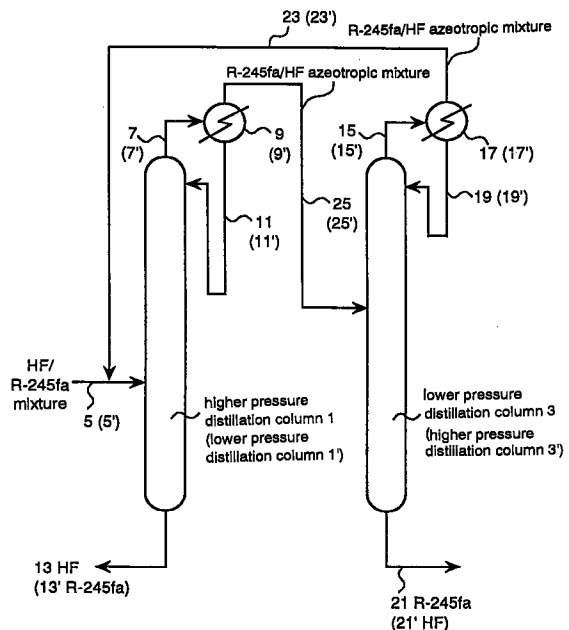 23 (23')
R-245fa/HF azeotropic mixture
R-245fa/HF azeotropic mixture
7
(7')
9
(9')
15
(15')
17 (17')
11
(11')
25
(25')
19 (19')
HF/
R-245fa
mixture
5 (5')
higher pressure
distillation column 1
(lower pressure
distillation column 1')
lower pressure
distillation column 3
(higher pressure
distillation column 3')
13 HF
(13' R-245fa)
21 R-245fa
(21' HF)